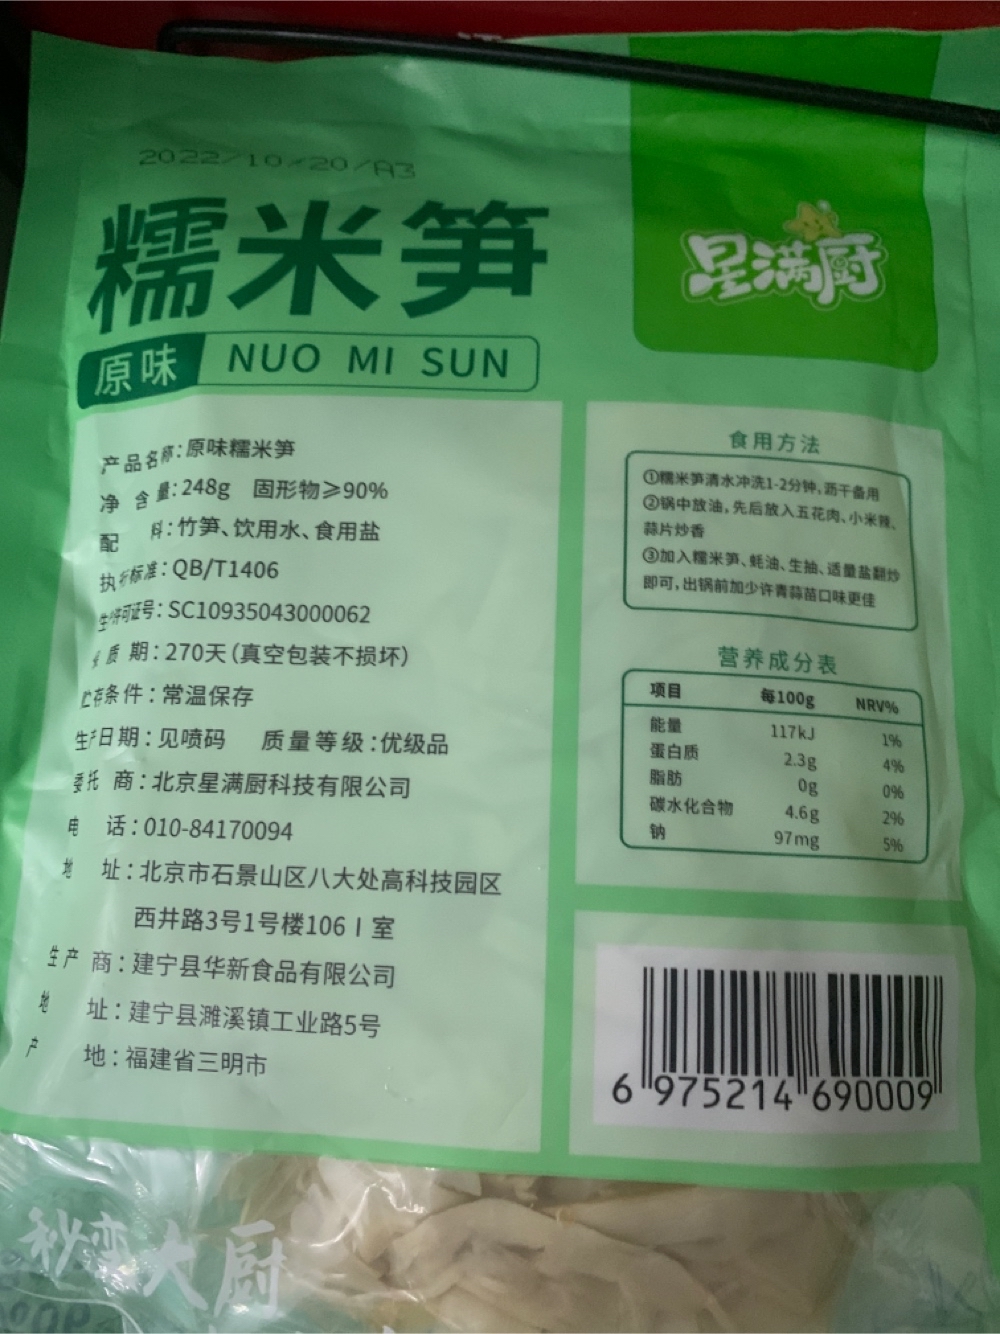 2022/10/20/A3
糯米笋
星满厨
原味 NUO MI SUN
产品名称：原味糯米笋
净含量：248g 固形物≥90%
配料：竹笋、饮用水、食用盐
执行标准：QB/T1406
生产许可证号：SC10935043000062
保质期：270天（真空包装不损坏）
贮存条件：常温保存
生产日期：见喷码 质量等级：优级品
委托商：北京星满厨科技有限公司
电话：010-84170094
地址：北京市石景山区八大处高科技园区
西井路3号1号楼106I室
生产商：建宁县华新食品有限公司
地址：建宁县濉溪镇工业路5号
产地：福建省三明市
食用方法
①糯米笋清水冲洗1-2分钟，沥干备用
②锅中放油，先后放入五花肉、小米辣、
蒜片炒香
③加入糯米笋、蚝油、生抽、适量盐翻炒
即可，出锅前加少许青蒜苗口味更佳
营养成分表
项目 每100g NRV%
能量 117kJ 1%
蛋白质 2.3g 4%
脂肪 0g 0%
碳水化合物 4.6g 2%
钠 97mg 5%
6 975214 690009
秒变大厨